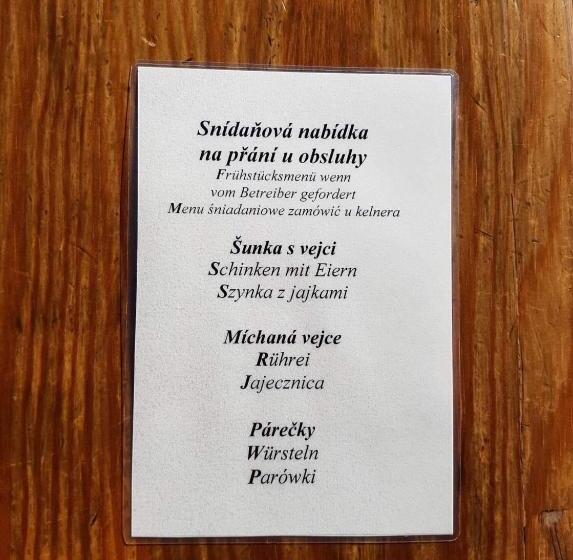 Snídaňová nabídka
na přání u obsluhy
Frühstücksmenü wenn
vom Betreiber gefordert
Menu śniadaniowe zamówić u kelnera
Šunka s vejci
Schinken mit Eiern
Szynka z jajkami
Míchaná vejce
Rührei
Jajecznica
Párečky
Würsteln
Parówki